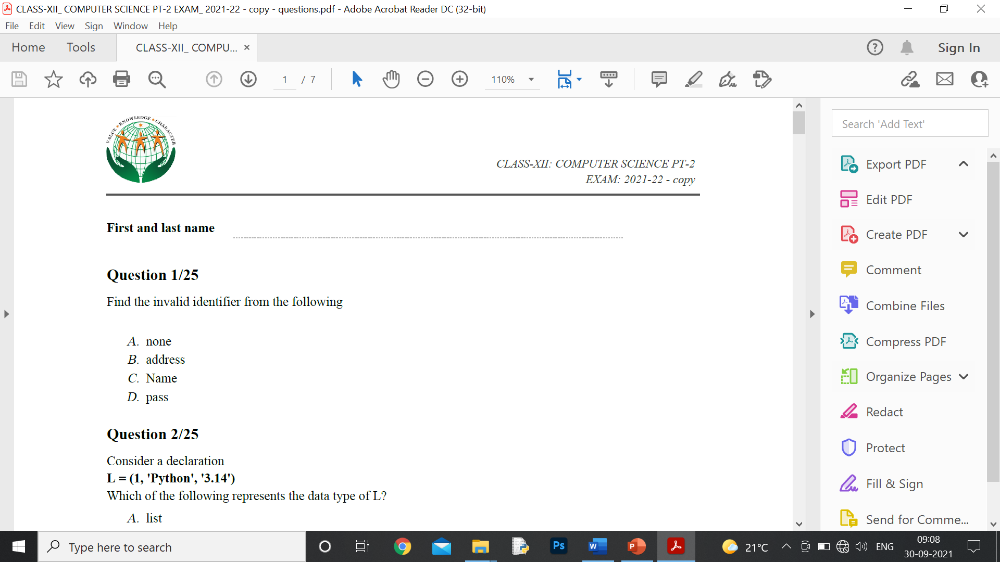 CLASS-XII_ COMPUTER SCIENCE PT-2 EXAM_ 2021-22 - copy - questions.pdf - Adobe Acrobat Reader DC (32-bit)
File Edit View Sign Window Help
Home Tools CLASS-XII_ COMPU... × Sign In
1 / 7 110%
VALUE ★ KNOWLEDGE ★ CHARACTER
CLASS-XII: COMPUTER SCIENCE PT-2
EXAM: 2021-22 - copy
First and last name
Question 1/25
Find the invalid identifier from the following
A. none
B. address
C. Name
D. pass
Question 2/25
Consider a declaration
L = (1, 'Python', '3.14')
Which of the following represents the data type of L?
A. list
Search 'Add Text'
Export PDF
Edit PDF
Create PDF
Comment
Combine Files
Compress PDF
Organize Pages
Redact
Protect
Fill & Sign
Send for Comme...
Type here to search
Ps
W
P
21°C
ENG
09:08
30-09-2021